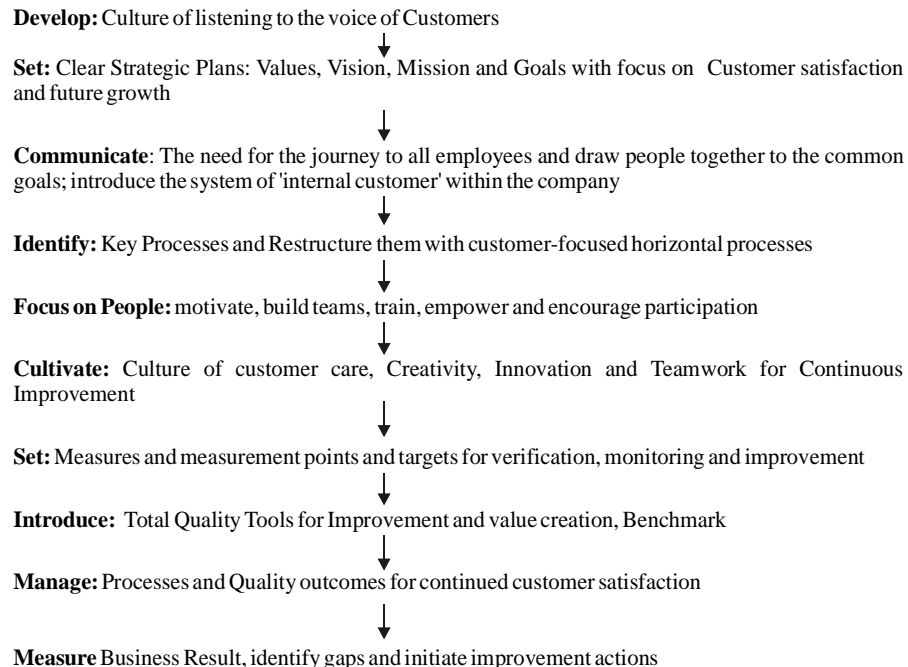 Develop: Culture of listening to the voice of Customers
Set: Clear Strategic Plans: Values, Vision, Mission and Goals with focus on Customer satisfaction
and future growth
Communicate: The need for the journey to all employees and draw people together to the common
goals; introduce the system of 'internal customer' within the company
Identify: Key Processes and Restructure them with customer-focused horizontal processes
Focus on People: motivate, build teams, train, empower and encourage participation
Cultivate: Culture of customer care, Creativity, Innovation and Teamwork for Continuous
Improvement
Set: Measures and measurement points and targets for verification, monitoring and improvement
Introduce: Total Quality Tools for Improvement and value creation, Benchmark
Manage: Processes and Quality outcomes for continued customer satisfaction
Measure Business Result, identify gaps and initiate improvement actions